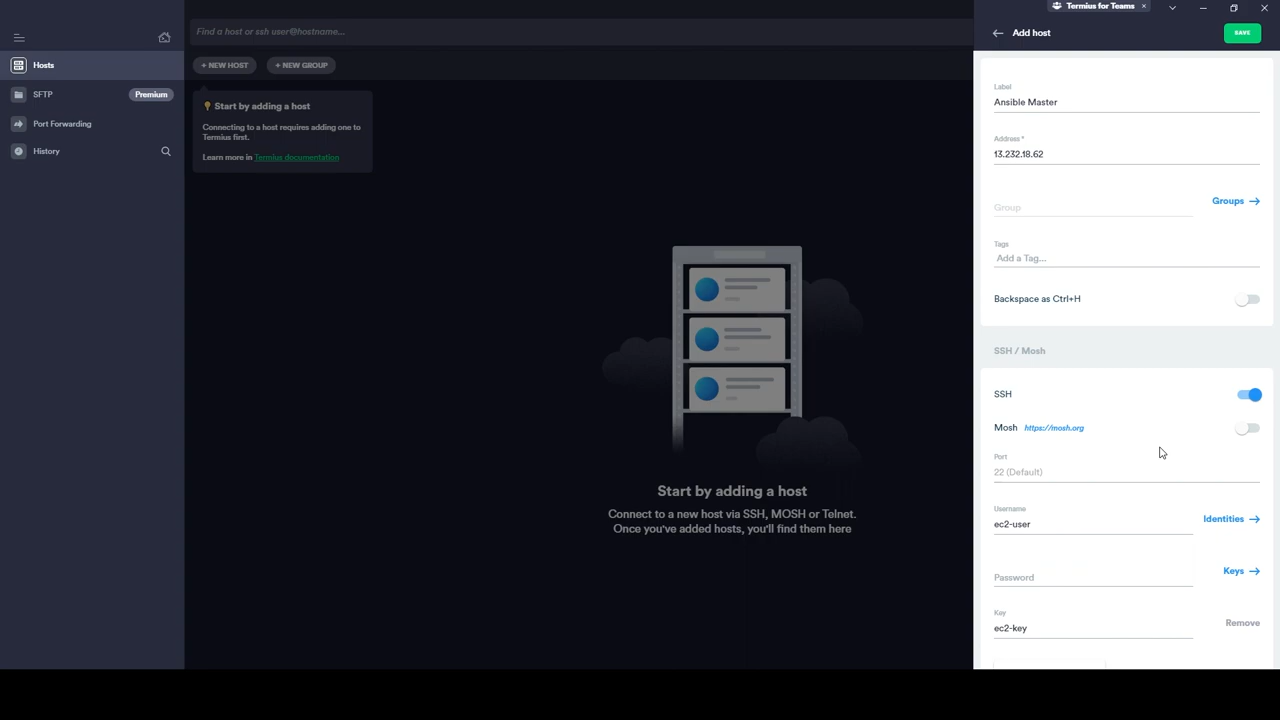 Termius for Teams
Find a host or ssh user@hostname...
Add host
SAVE
Hosts
+ NEW HOST
+ NEW GROUP
SFTP
Premium
Port Forwarding
History
Start by adding a host
Connecting to a host requires adding one to
Termius first.
Learn more in Termius documentation
Start by adding a host
Connect to a new host via SSH, MOSH or Telnet.
Once you've added hosts, you'll find them here
Label
Ansible Master
Address *
13.232.18.62
Group
Groups
Tags
Add a Tag...
Backspace as Ctrl+H
SSH / Mosh
SSH
Mosh https://mosh.org
Port
22 (Default)
Username
ec2-user
Identities
Password
Keys
Key
ec2-key
Remove